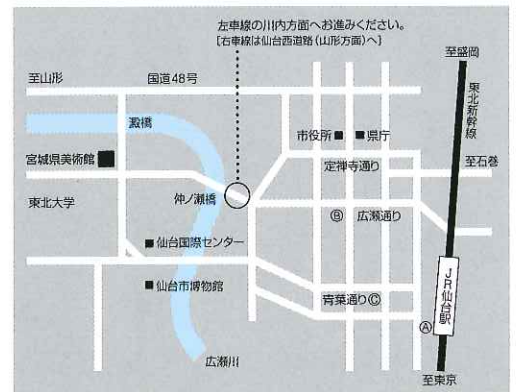 左車線の川内方面へお進みください。
[右車線は仙台西道路(山形方面)へ]
至盛岡
至山形
国道48号
東北新幹線
澱橋
市役所■ ■県庁
宮城県美術館■
定禅寺通り
至石巻
東北大学
仲ノ瀬橋
Ⓑ 広瀬通り
■仙台国際センター
■仙台市博物館
青葉通りⒸ
JR仙台駅
Ⓐ
広瀬川
至東京